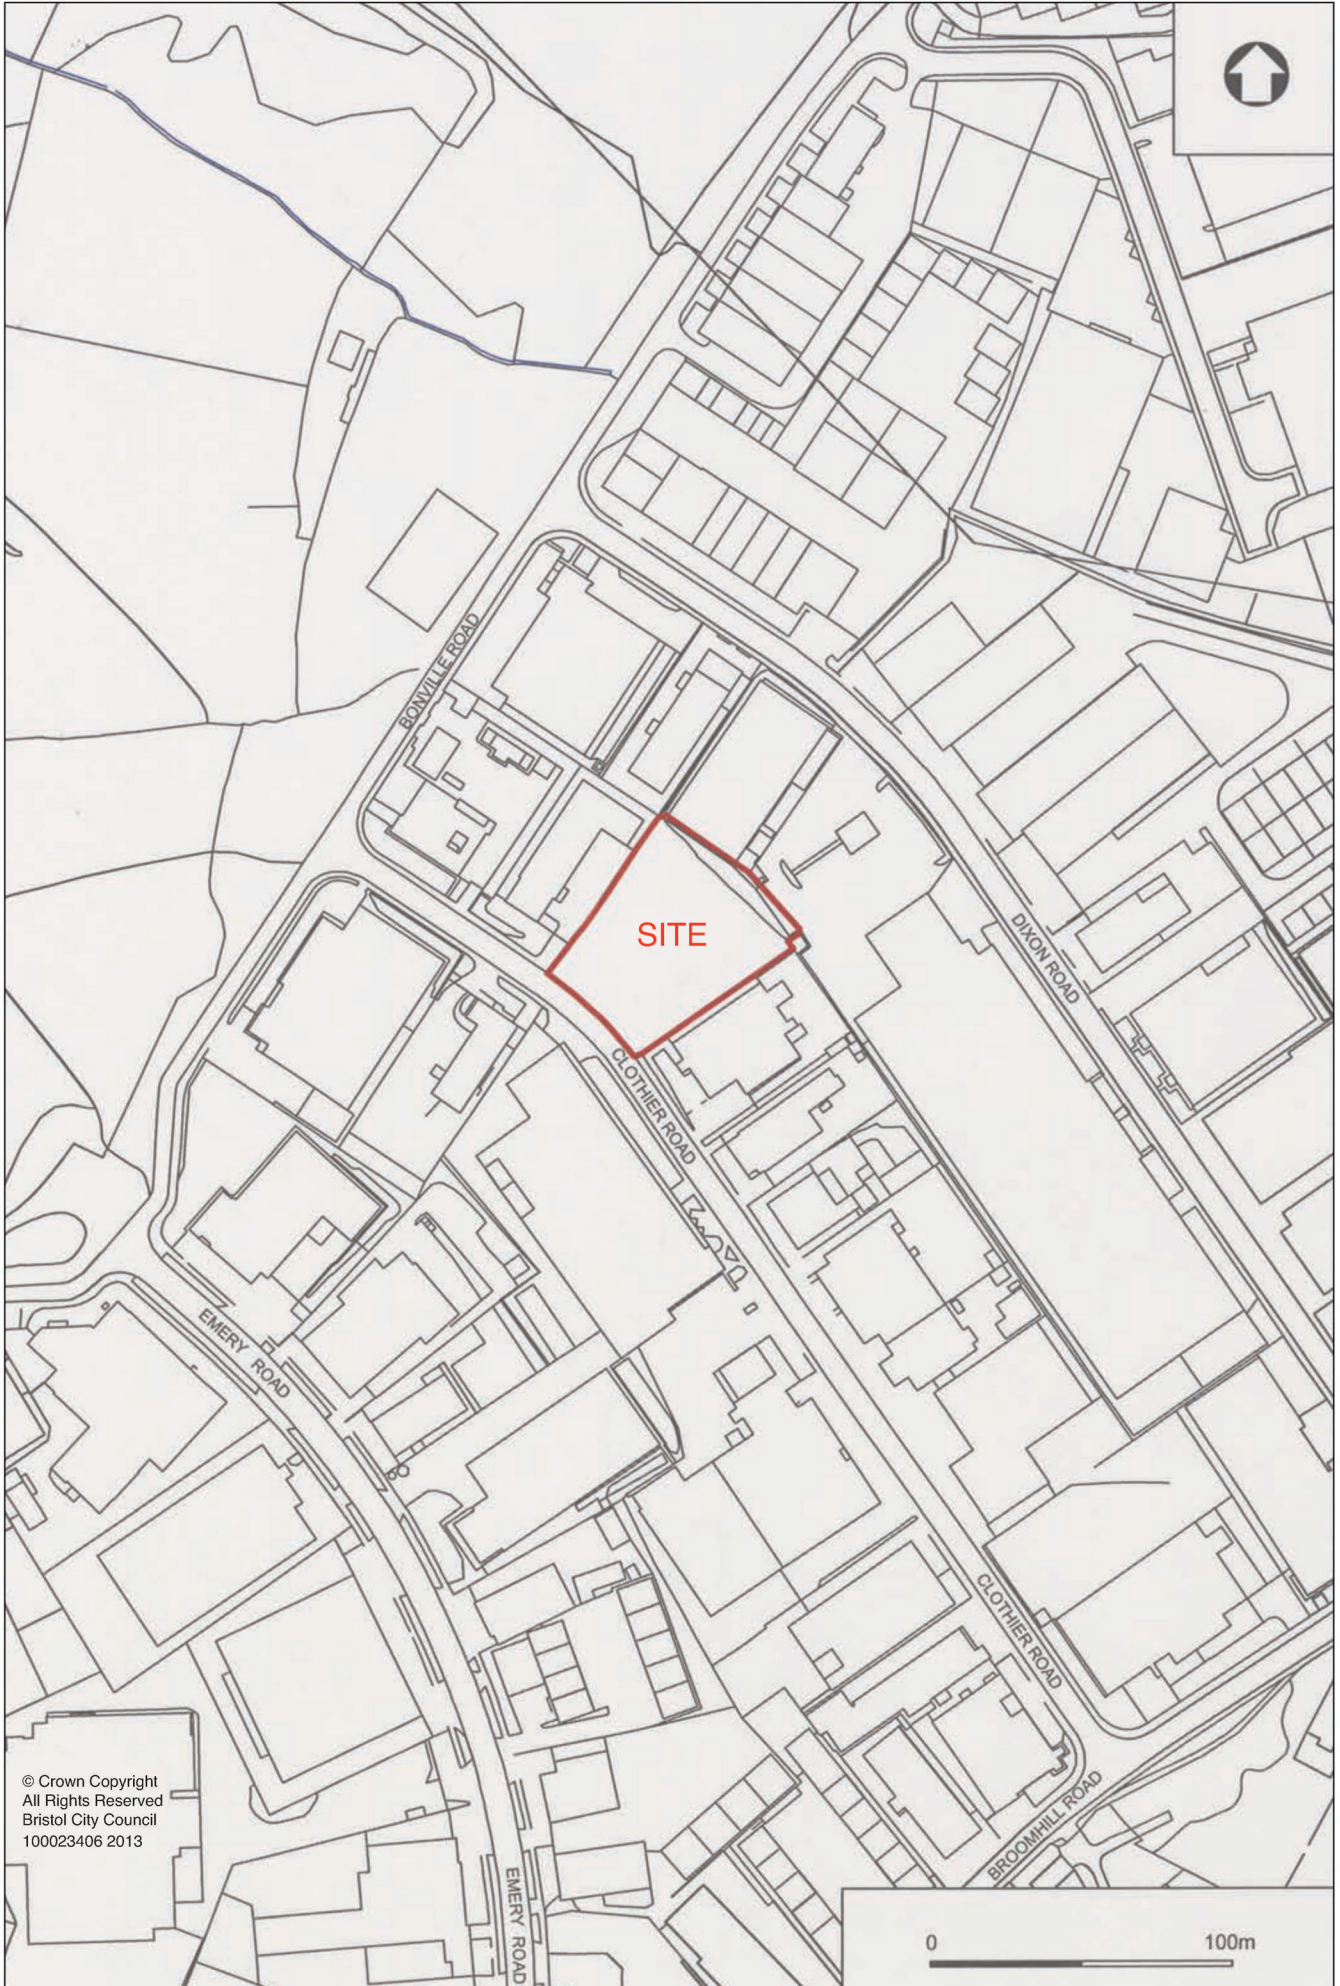 BONVILLE ROAD
SITE
DIXON ROAD
CLOTHIER ROAD
EMERY ROAD
CLOTHIER ROAD
© Crown Copyright
All Rights Reserved
Bristol City Council
100023406 2013
BROOMHILL ROAD
EMERY ROAD
0 100m